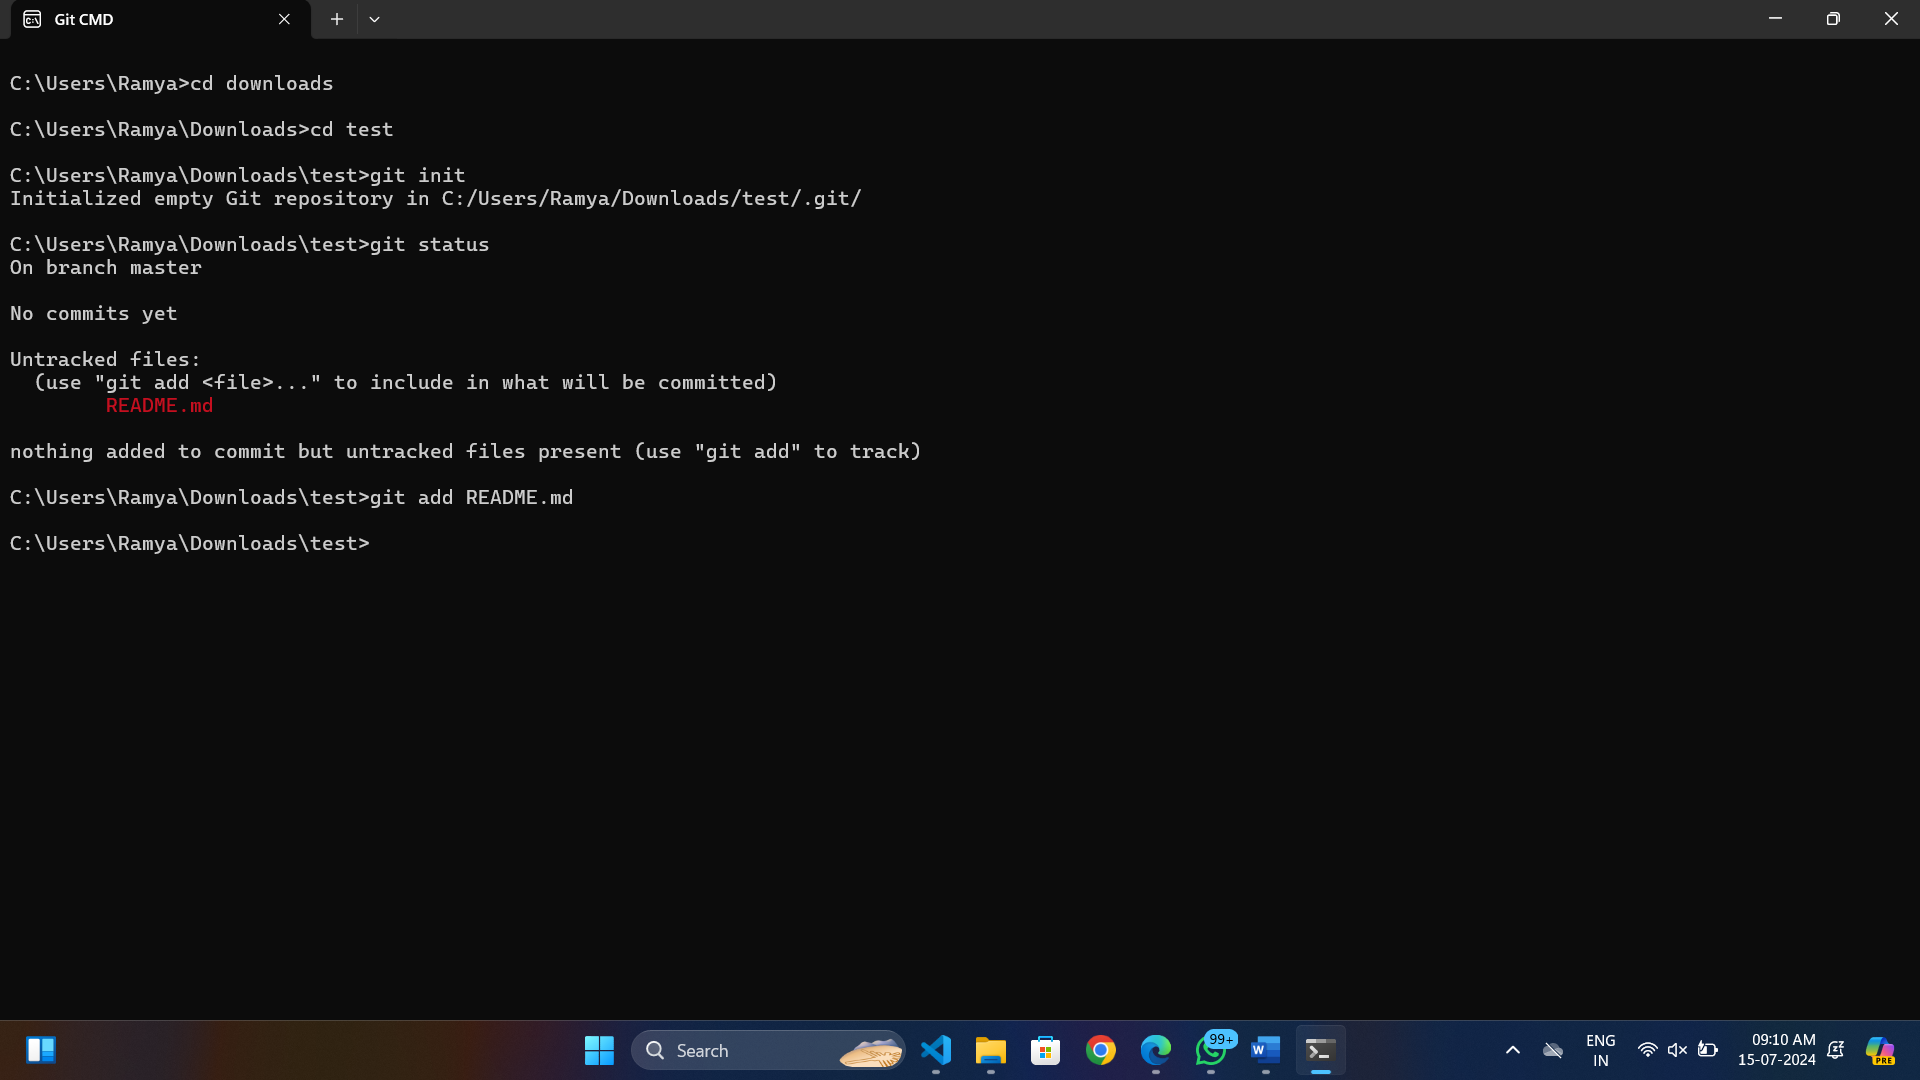 Git CMD
C:\Users\Ramya>cd downloads
C:\Users\Ramya\Downloads>cd test
C:\Users\Ramya\Downloads\test>git init
Initialized empty Git repository in C:/Users/Ramya/Downloads/test/.git/
C:\Users\Ramya\Downloads\test>git status
On branch master
No commits yet
Untracked files:
  (use "git add <file>..." to include in what will be committed)
        README.md
nothing added to commit but untracked files present (use "git add" to track)
C:\Users\Ramya\Downloads\test>git add README.md
C:\Users\Ramya\Downloads\test>
Search
99+
W
ENG
IN
09:10 AM
15-07-2024
PRE